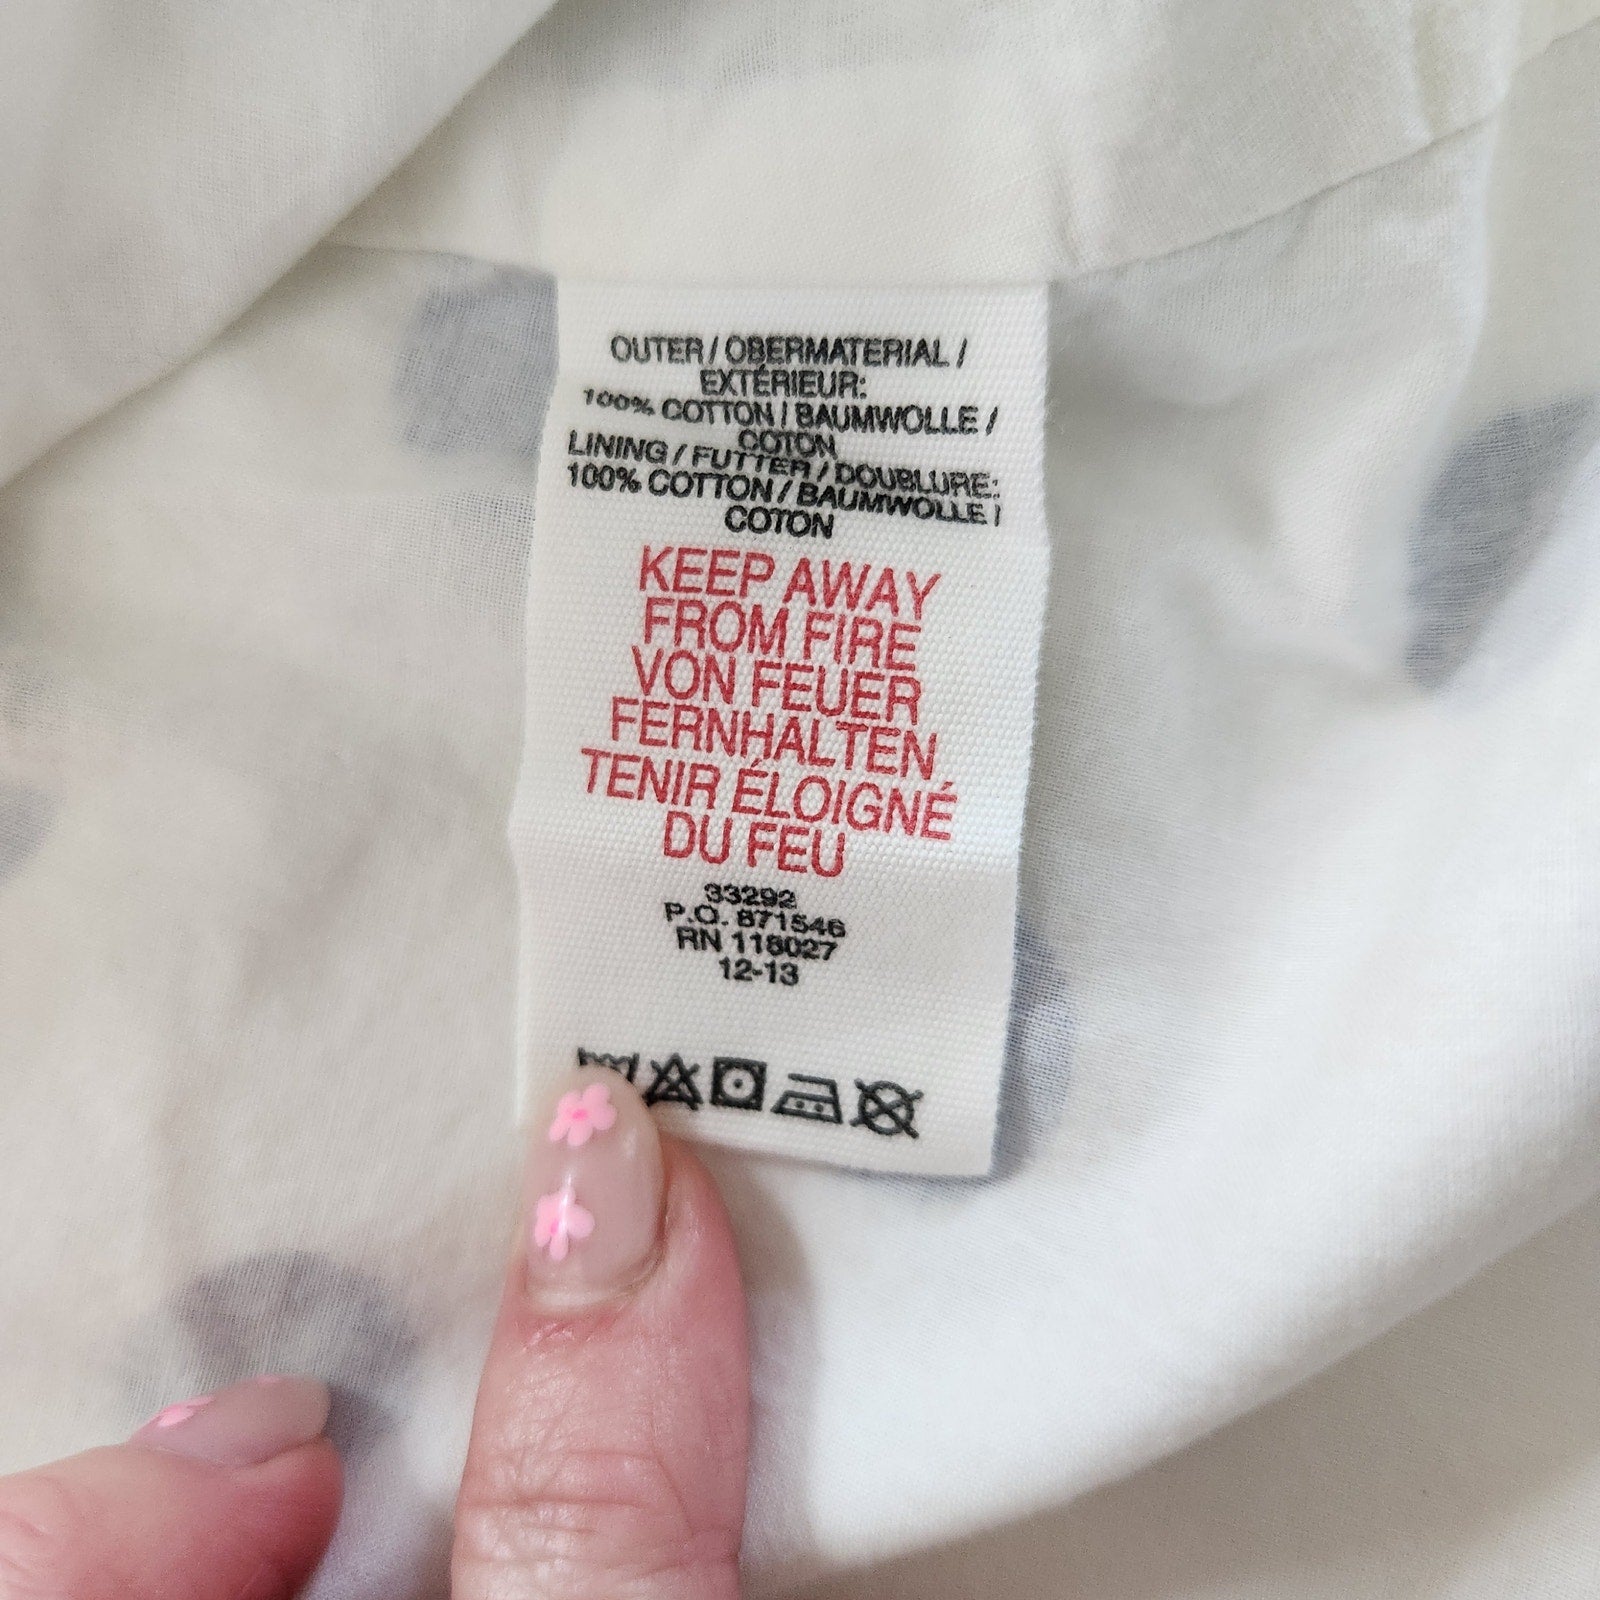 OUTER / OBERMATERIAL /
EXTÉRIEUR:
100% COTTON / BAUMWOLLE /
COTON
LINING / FUTTER / DOUBLURE:
100% COTTON / BAUMWOLLE /
COTON
KEEP AWAY
FROM FIRE
VON FEUER
FERNHALTEN
TENIR ÉLOIGNÉ
DU FEU
33292
P.O. 871546
RN 118027
12-13